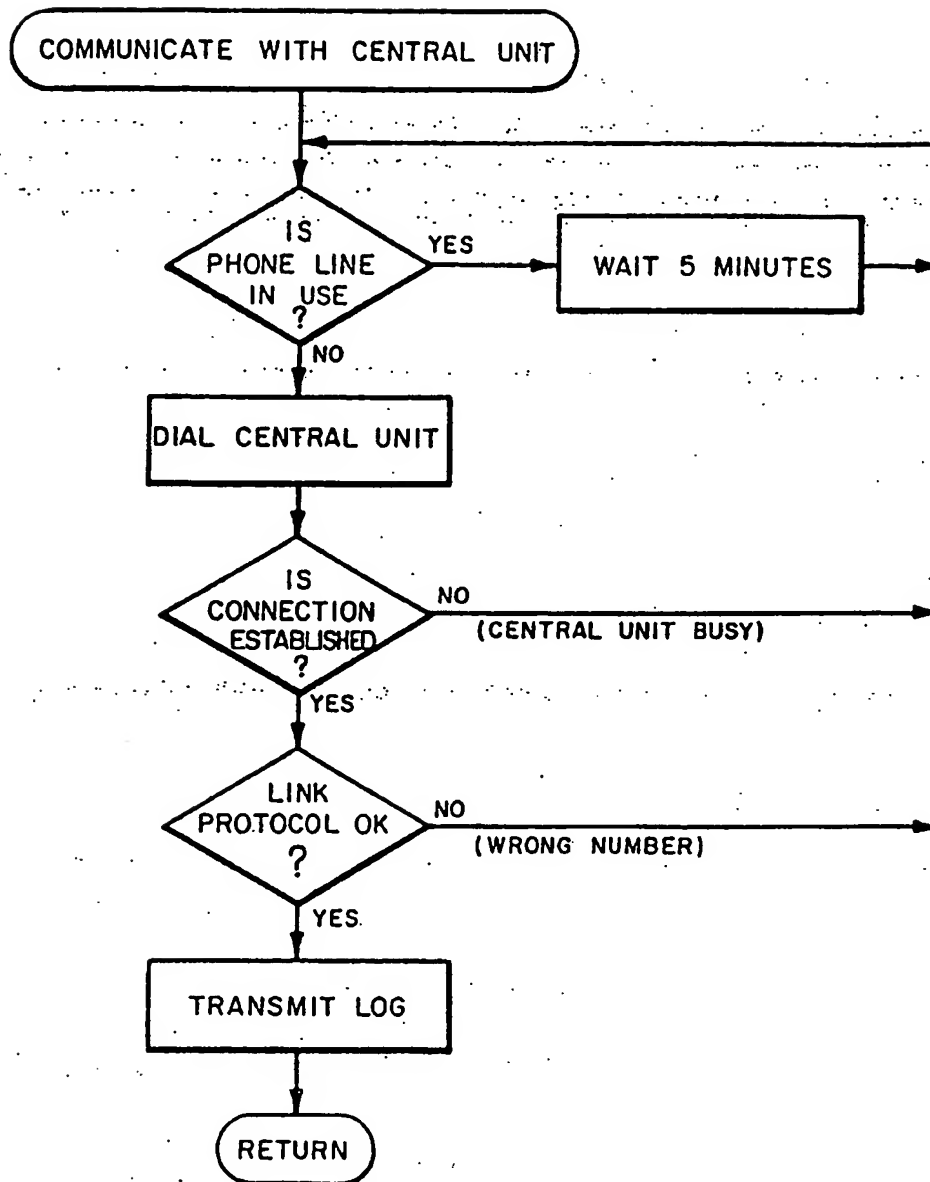 COMMUNICATE WITH CENTRAL UNIT
IS
PHONE LINE
IN USE
?
YES
WAIT 5 MINUTES
NO
DIAL CENTRAL UNIT
IS
CONNECTION
ESTABLISHED
?
NO
(CENTRAL UNIT BUSY)
YES
LINK
PROTOCOL OK
?
NO
(WRONG NUMBER)
YES
TRANSMIT LOG
RETURN